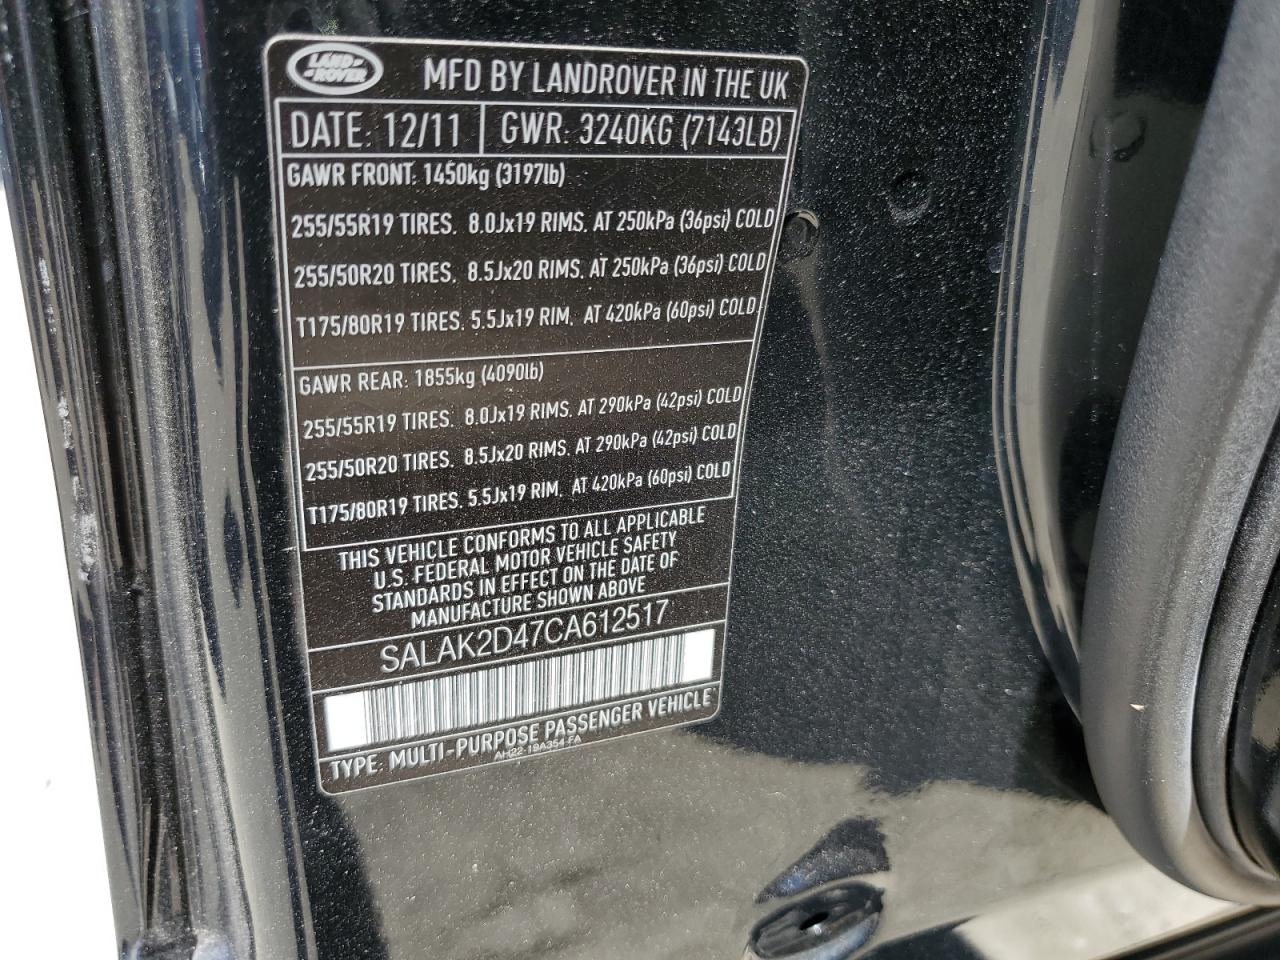 LAND ROVER
MFD BY LANDROVER IN THE UK
DATE: 12/11 GWR: 3240KG (7143LB)
GAWR FRONT: 1450kg (3197lb)
255/55R19 TIRES. 8.0Jx19 RIMS. AT 250kPa (36psi) COLD
255/50R20 TIRES. 8.5Jx20 RIMS. AT 250kPa (36psi) COLD
T175/80R19 TIRES. 5.5Jx19 RIM. AT 420kPa (60psi) COLD
GAWR REAR: 1855kg (4090lb)
255/55R19 TIRES. 8.0Jx19 RIMS. AT 290kPa (42psi) COLD
255/50R20 TIRES. 8.5Jx20 RIMS. AT 290kPa (42psi) COLD
T175/80R19 TIRES. 5.5Jx19 RIM. AT 420kPa (60psi) COLD
THIS VEHICLE CONFORMS TO ALL APPLICABLE
U.S. FEDERAL MOTOR VEHICLE SAFETY
STANDARDS IN EFFECT ON THE DATE OF
MANUFACTURE SHOWN ABOVE
SALAK2D47CA612517
TYPE: MULTI-PURPOSE PASSENGER VEHICLE
AH22-19A354-FA